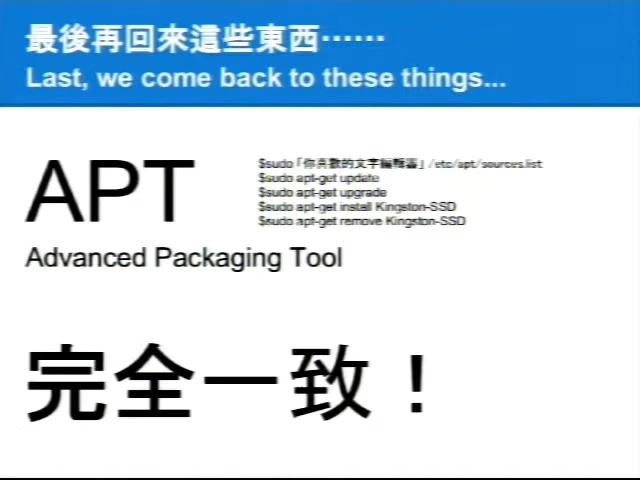 最後再回來這些東西⋯⋯
Last, we come back to these things...
APT
$sudo「你喜歡的文字編輯器」/etc/apt/sources.list
$sudo apt-get update
$sudo apt-get upgrade
$sudo apt-get install Kingston-SSD
$sudo apt-get remove Kingston-SSD
Advanced Packaging Tool
完全一致！